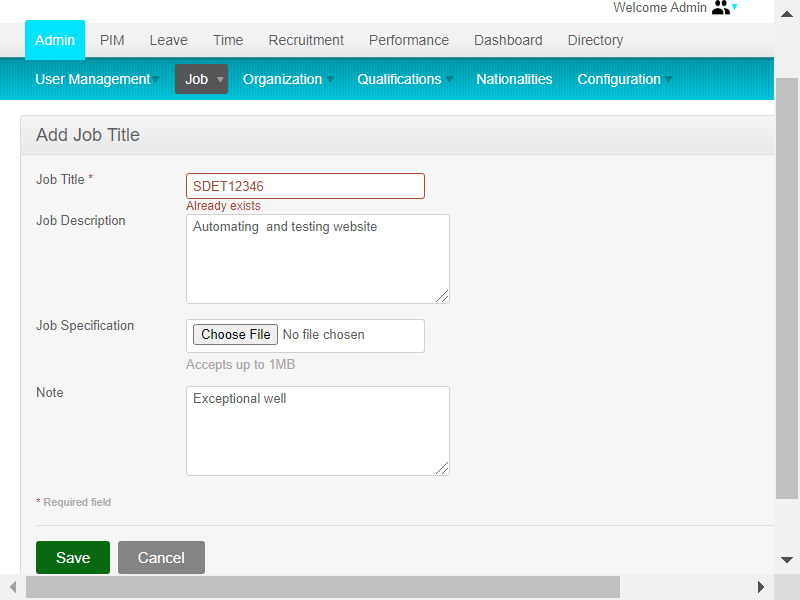 Welcome Admin
Admin PIM Leave Time Recruitment Performance Dashboard Directory
User Management Job Organization Qualifications Nationalities Configuration
Add Job Title
Job Title * SDET12346
Already exists
Job Description Automating  and testing website
Job Specification Choose File No file chosen
Accepts up to 1MB
Note Exceptional well
* Required field
Save Cancel